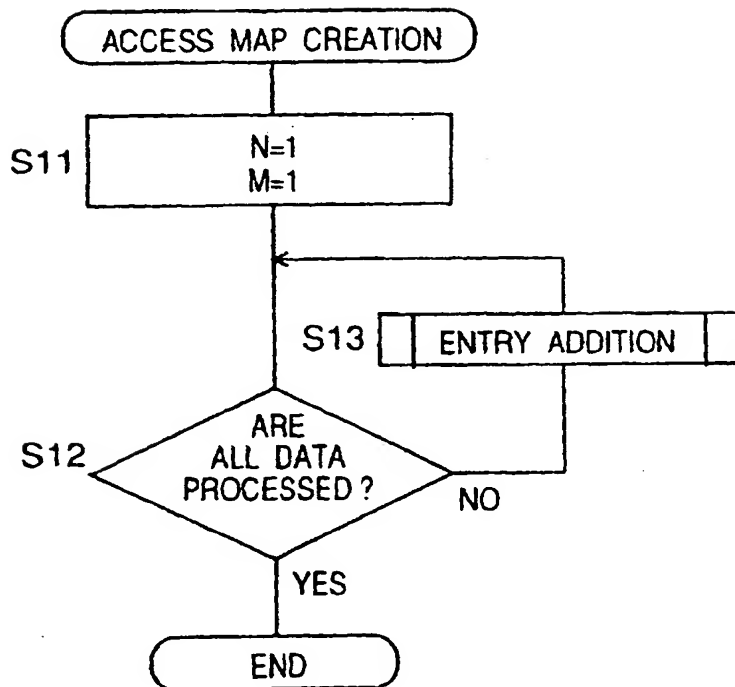 ACCESS MAP CREATION
S11
N=1
M=1
S13
ENTRY ADDITION
S12
ARE
ALL DATA
PROCESSED?
NO
YES
END